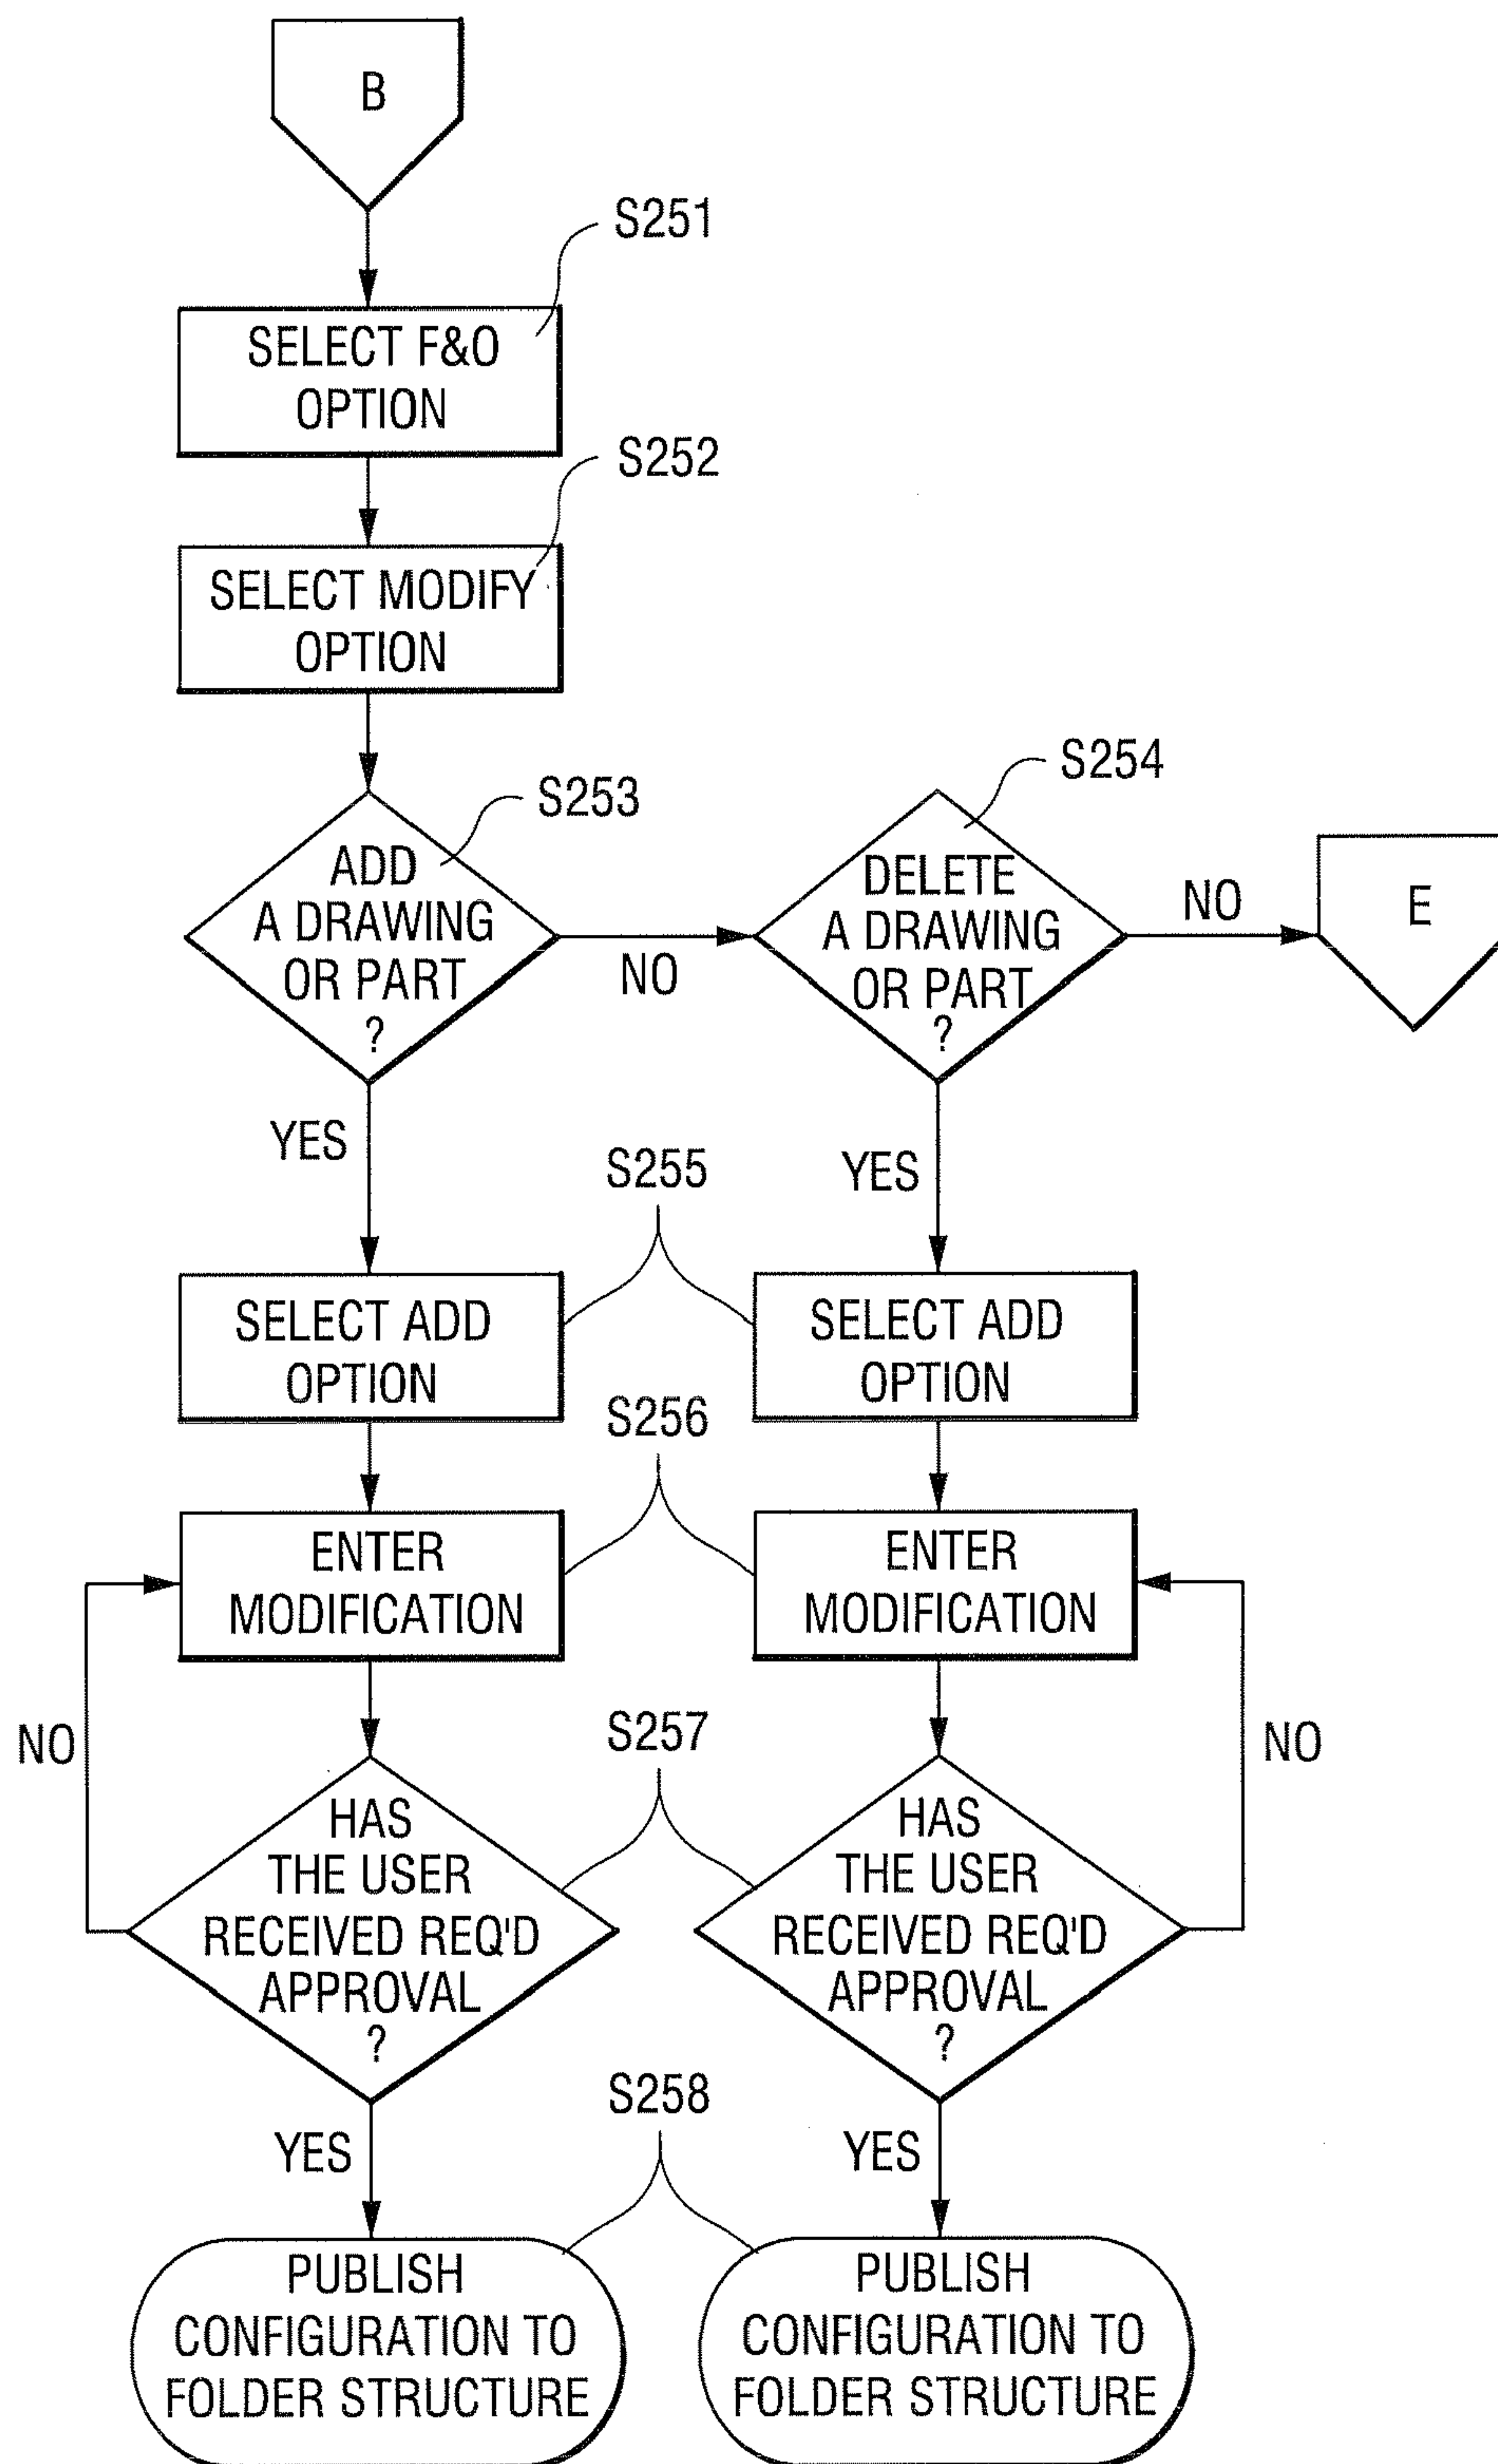 B
S251
SELECT F&O
OPTION
S252
SELECT MODIFY
OPTION
S253
ADD
A DRAWING
OR PART
?
NO
S254
DELETE
A DRAWING
OR PART
?
NO
E
YES
YES
S255
SELECT ADD
OPTION
SELECT ADD
OPTION
S256
ENTER
MODIFICATION
ENTER
MODIFICATION
NO
S257
NO
HAS
THE USER
RECEIVED REQ'D
APPROVAL
?
HAS
THE USER
RECEIVED REQ'D
APPROVAL
?
S258
YES
YES
PUBLISH
CONFIGURATION TO
FOLDER STRUCTURE
PUBLISH
CONFIGURATION TO
FOLDER STRUCTURE